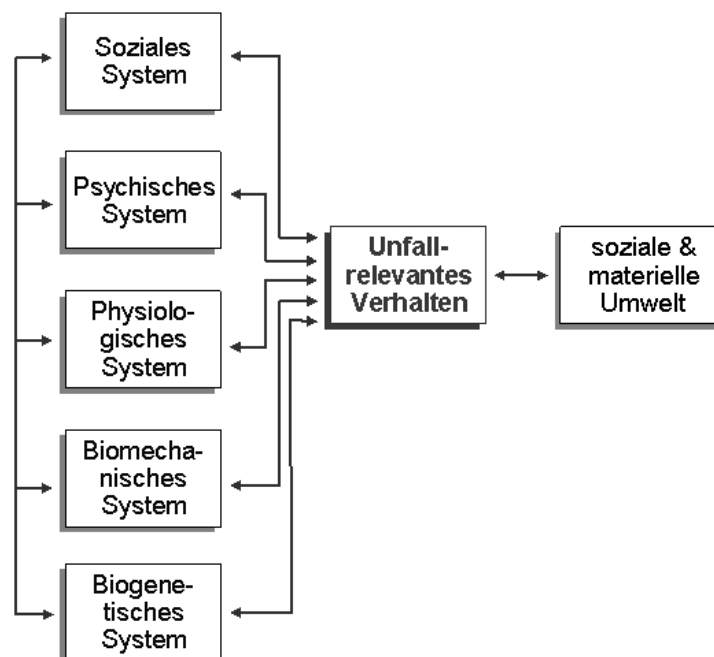 Soziales
System
Psychisches
System
Physiolo-
gisches
System
Biomecha-
nisches
System
Biogene-
tisches
System
Unfall-
relevantes
Verhalten
soziale &
materielle
Umwelt